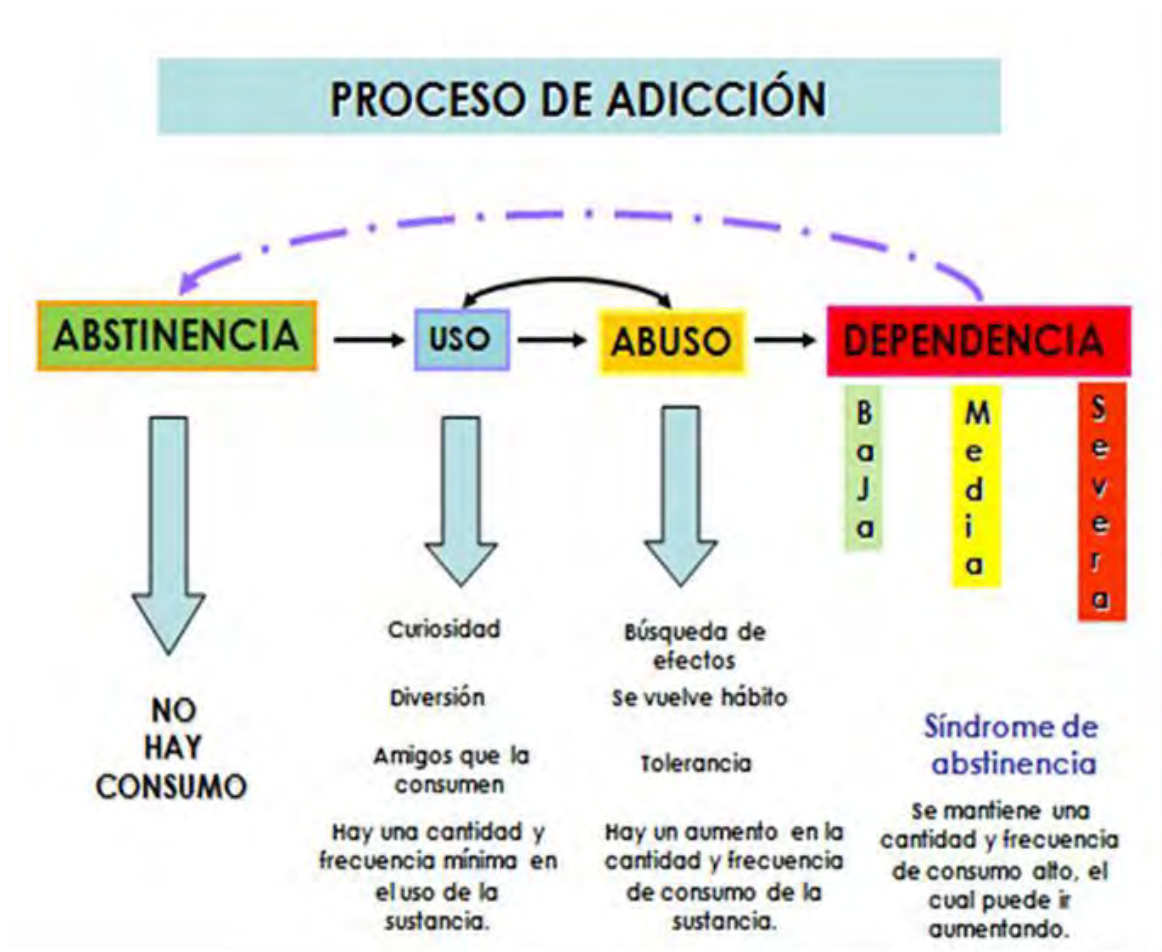 PROCESO DE ADICCIÓN
ABSTINENCIA
USO
ABUSO
DEPENDENCIA
BaJa
Media
Severa
NO
HAY
CONSUMO
Curiosidad
Diversión
Amigos que la
consumen
Hay una cantidad y
frecuencia mínima en
el uso de la
sustancia.
Búsqueda de
efectos
Se vuelve hábito
Tolerancia
Hay un aumento en la
cantidad y frecuencia
de consumo de la
sustancia.
Síndrome de
abstinencia
Se mantiene una
cantidad y frecuencia
de consumo alto, el
cual puede ir
aumentando.